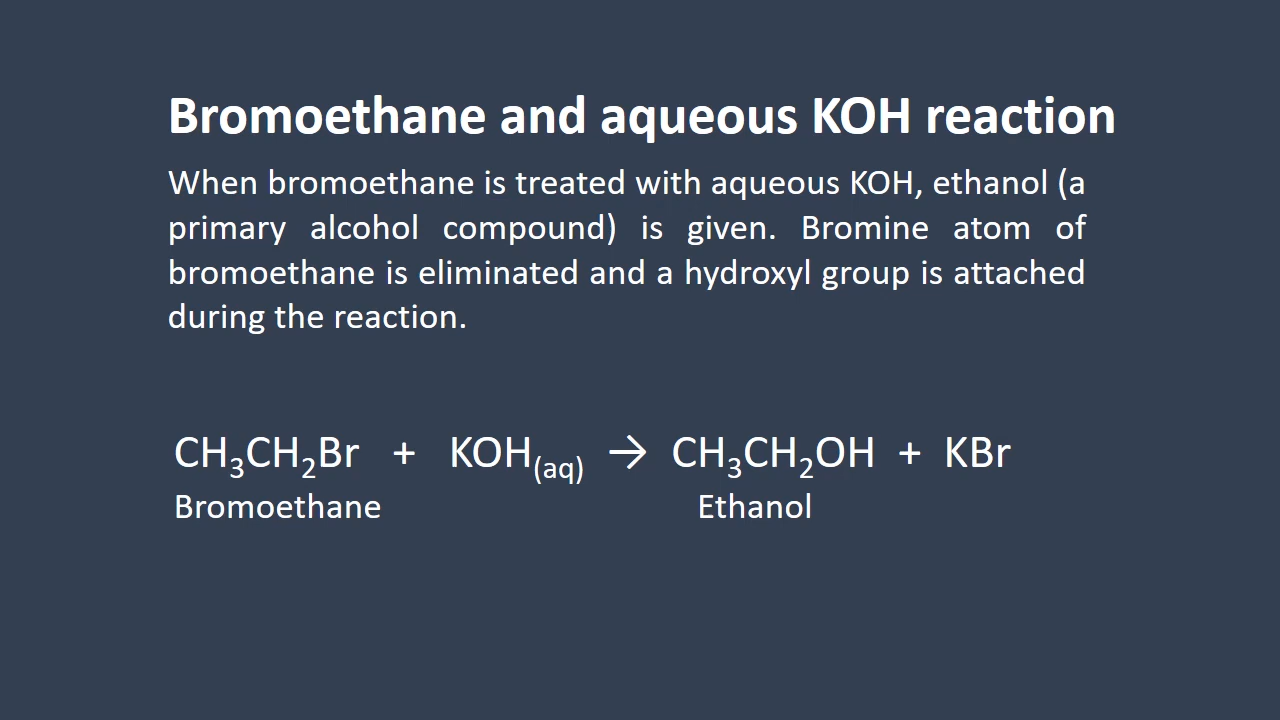 Bromoethane and aqueous KOH reaction
When bromoethane is treated with aqueous KOH, ethanol (a
primary alcohol compound) is given. Bromine atom of
bromoethane is eliminated and a hydroxyl group is attached
during the reaction.
CH₃CH₂Br + KOH₍aq₎ → CH₃CH₂OH + KBr
Bromoethane Ethanol